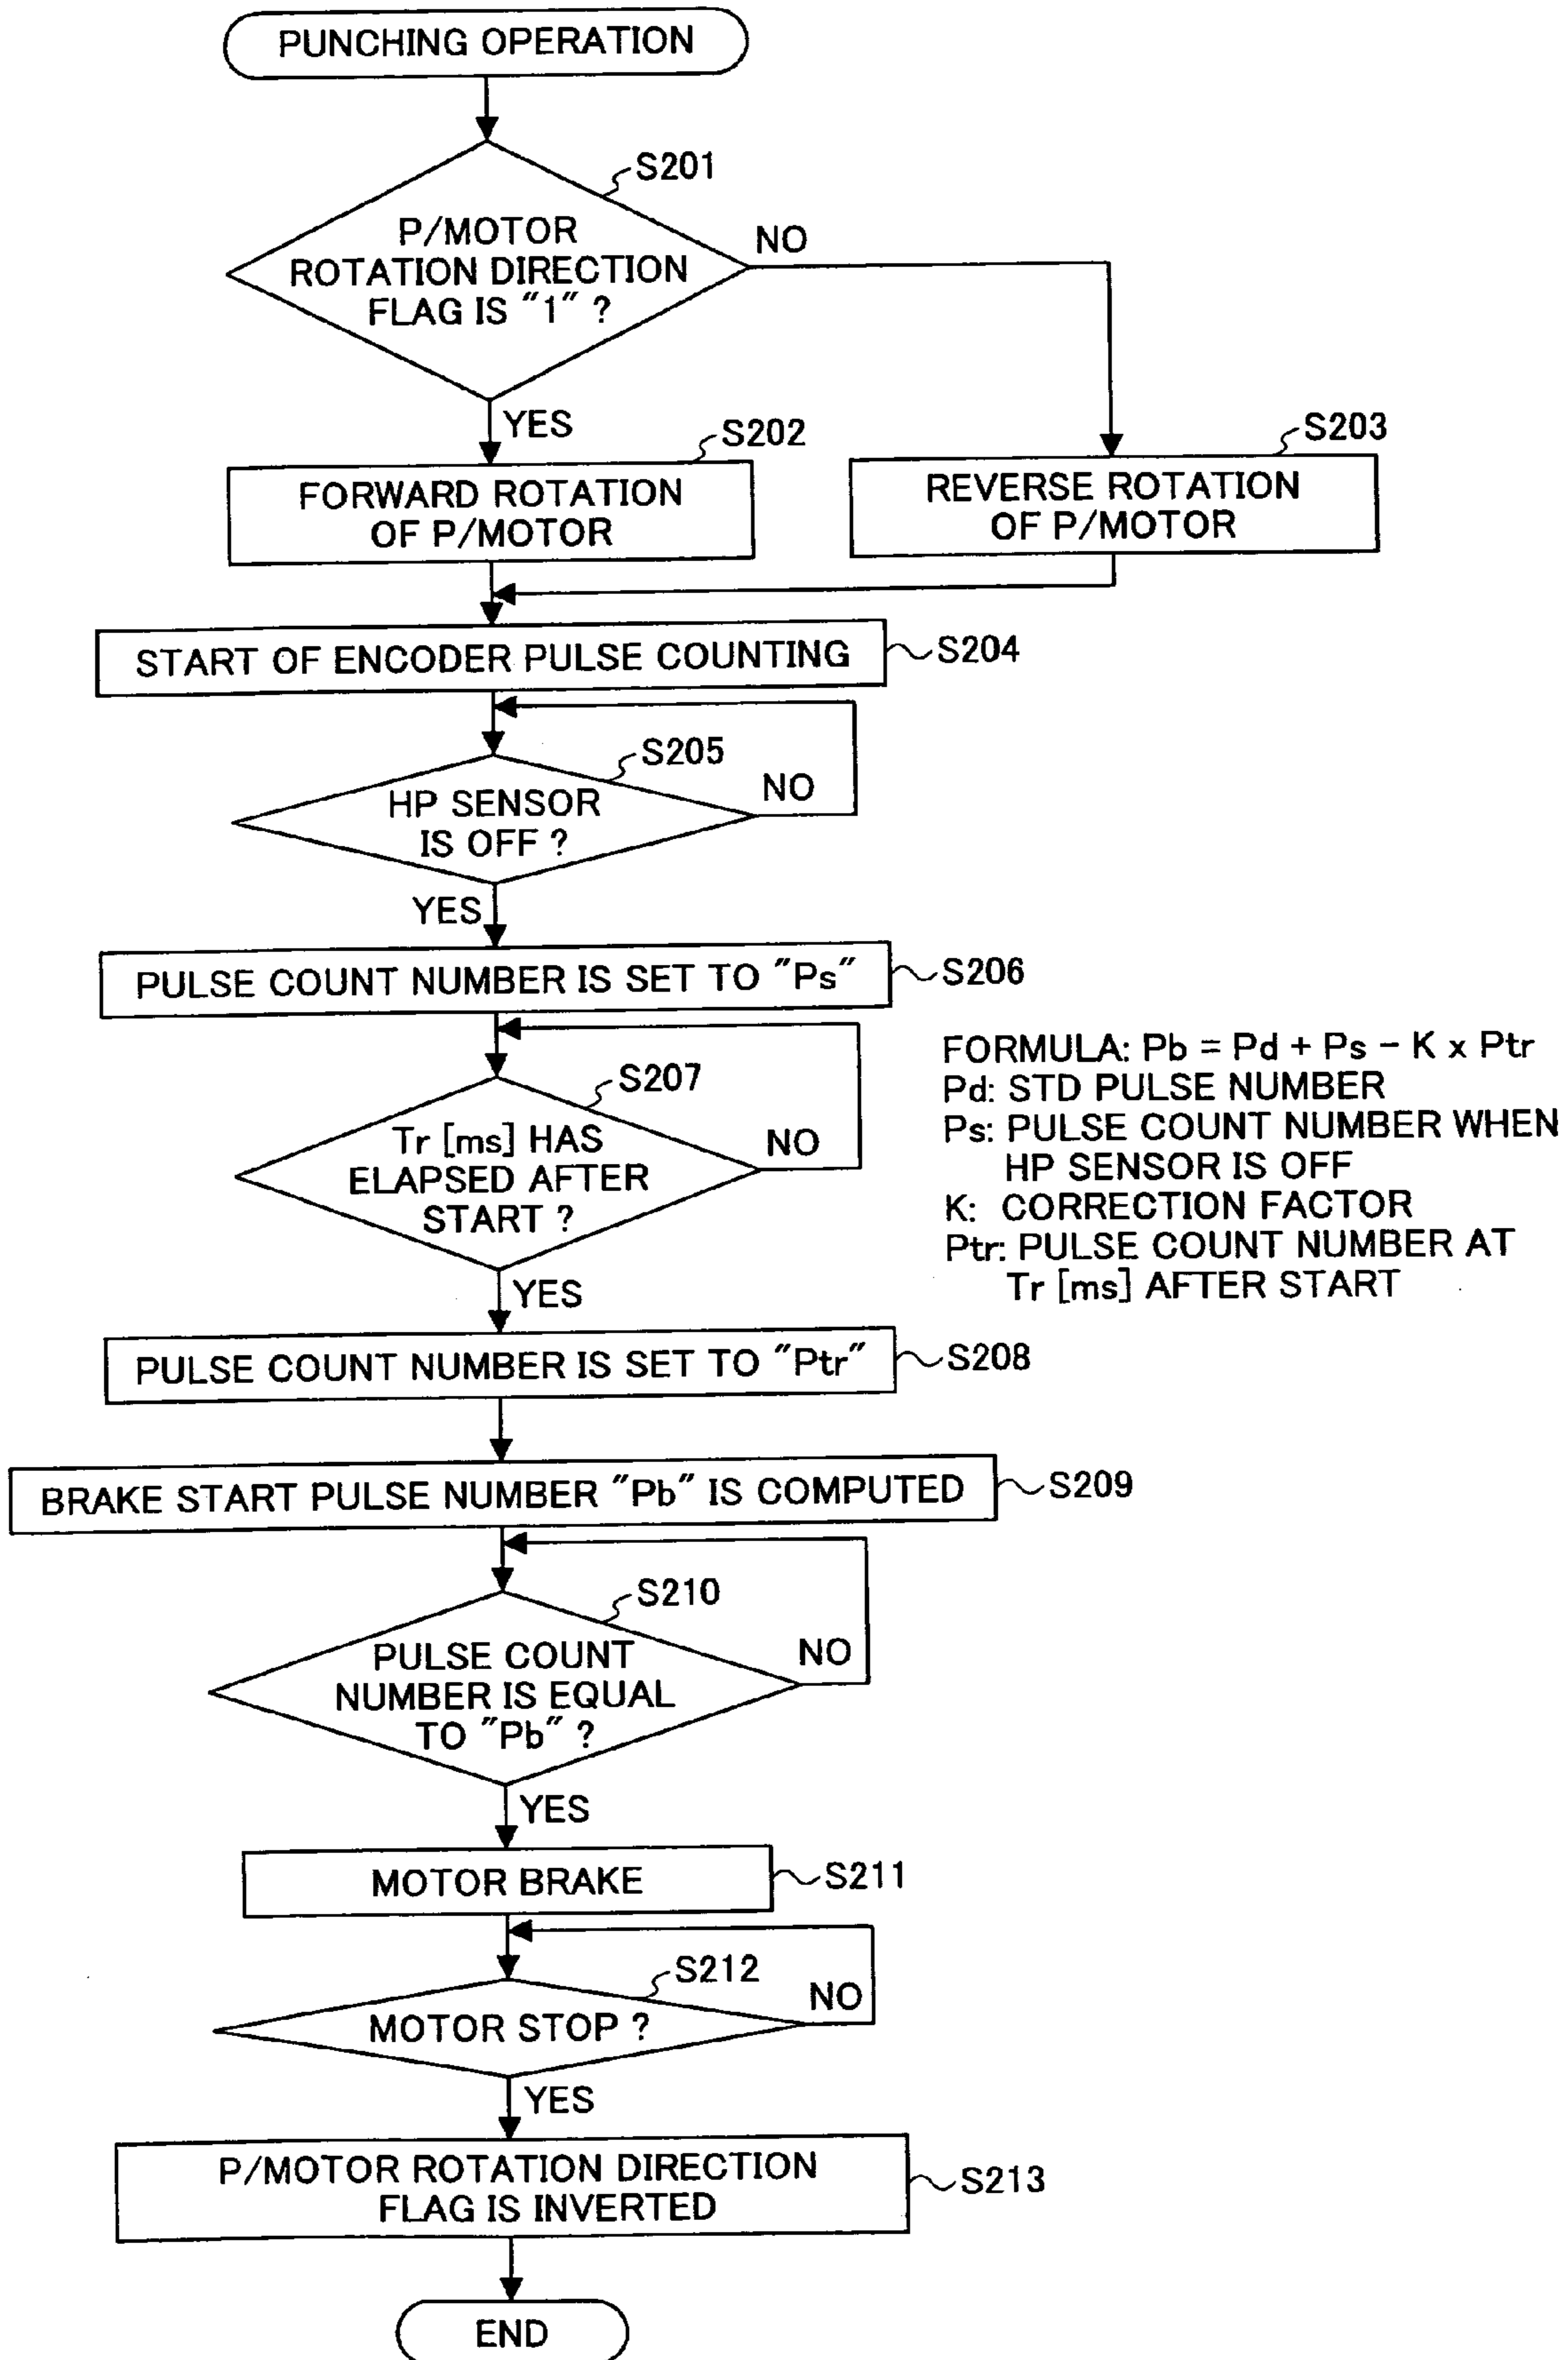 PUNCHING OPERATION
S201
P/MOTOR
ROTATION DIRECTION
FLAG IS "1" ?
NO
YES
S202
FORWARD ROTATION
OF P/MOTOR
S203
REVERSE ROTATION
OF P/MOTOR
START OF ENCODER PULSE COUNTING
S204
S205
HP SENSOR
IS OFF ?
NO
YES
PULSE COUNT NUMBER IS SET TO "Ps"
S206
S207
Tr [ms] HAS
ELAPSED AFTER
START ?
NO
YES
FORMULA: Pb = Pd + Ps - K x Ptr
Pd: STD PULSE NUMBER
Ps: PULSE COUNT NUMBER WHEN
HP SENSOR IS OFF
K: CORRECTION FACTOR
Ptr: PULSE COUNT NUMBER AT
Tr [ms] AFTER START
PULSE COUNT NUMBER IS SET TO "Ptr"
S208
BRAKE START PULSE NUMBER "Pb" IS COMPUTED
S209
S210
PULSE COUNT
NUMBER IS EQUAL
TO "Pb" ?
NO
YES
MOTOR BRAKE
S211
S212
MOTOR STOP ?
NO
YES
P/MOTOR ROTATION DIRECTION
FLAG IS INVERTED
S213
END